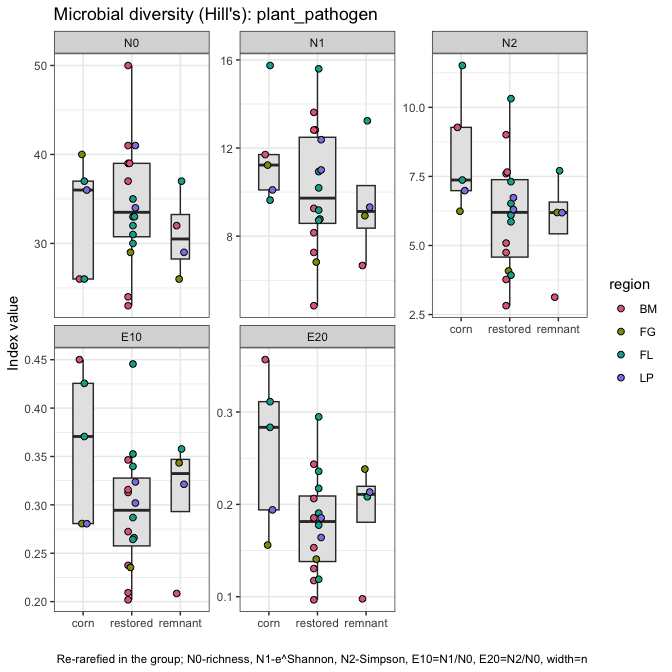 Microbial diversity (Hill's): plant_pathogen
N0
N1
N2
50
40
30
16
12
8
10.0
7.5
5.0
2.5
corn restored remnant
Index value
E10
E20
0.45
0.40
0.35
0.30
0.25
0.20
0.3
0.2
0.1
corn restored remnant
corn restored remnant
region
BM
FG
FL
LP
Re-rarefied in the group; N0-richness, N1-e^Shannon, N2-Simpson, E10=N1/N0, E20=N2/N0, width=n